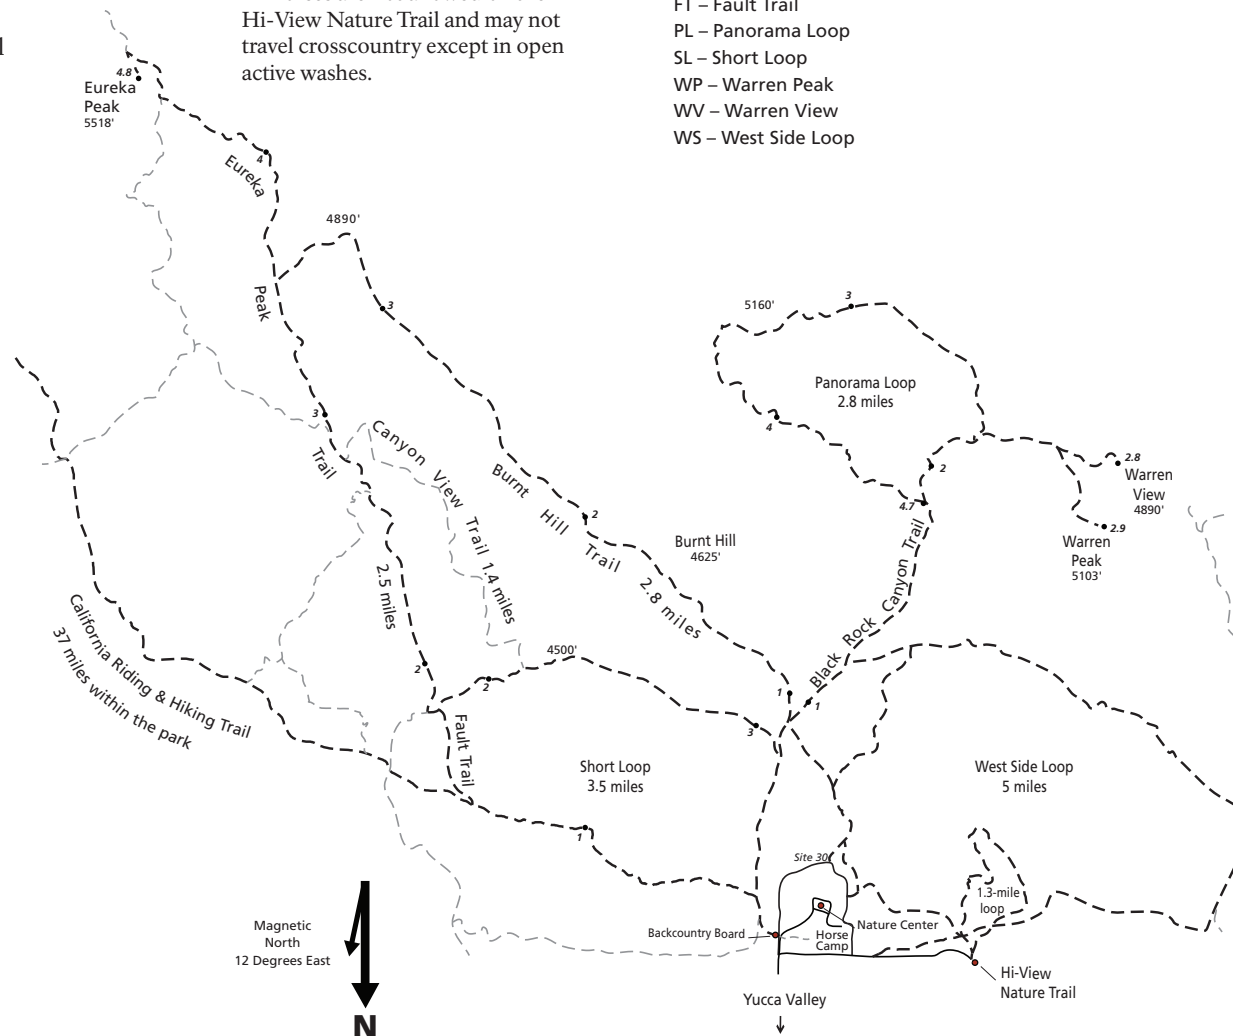 Hi-View Nature Trail and may not
travel crosscountry except in open
active washes.
FT – Fault Trail
PL – Panorama Loop
SL – Short Loop
WP – Warren Peak
WV – Warren View
WS – West Side Loop
4.8
Eureka
Peak
5518'
4
Eureka
Peak
Trail
2.5 miles
4890'
3
3
2
Canyon View Trail 1.4 miles
3
2
Burnt Hill Trail 2.8 miles
1
Burnt Hill
4625'
5160'
3
Panorama Loop
2.8 miles
4
2
4.7
2.8
Warren
View
4890'
2.9
Warren
Peak
5103'
Black Rock Canyon Trail
1
California Riding & Hiking Trail
37 miles within the park
4500'
2
3
Fault Trail
Short Loop
3.5 miles
1
West Side Loop
5 miles
Site 30
1.3-mile
loop
Nature Center
Horse
Camp
Backcountry Board
Hi-View
Nature Trail
Yucca Valley
Magnetic
North
12 Degrees East
N